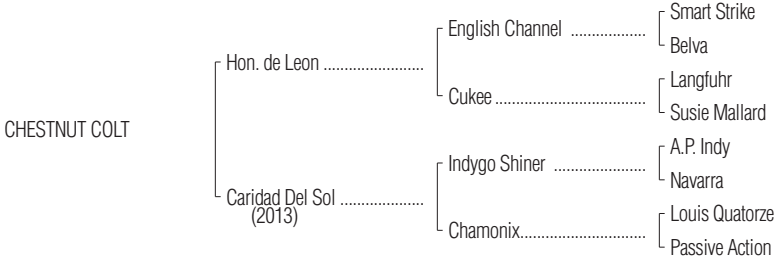 Smart Strike
English Channel ....................
Belva
Hon. de Leon ........................
Langfuhr
Cukee ........................................
Susie Mallard
CHESTNUT COLT
A.P. Indy
Indygo Shiner ........................
Navarra
Caridad Del Sol ....................
(2013)
Louis Quatorze
Chamonix.................................
Passive Action